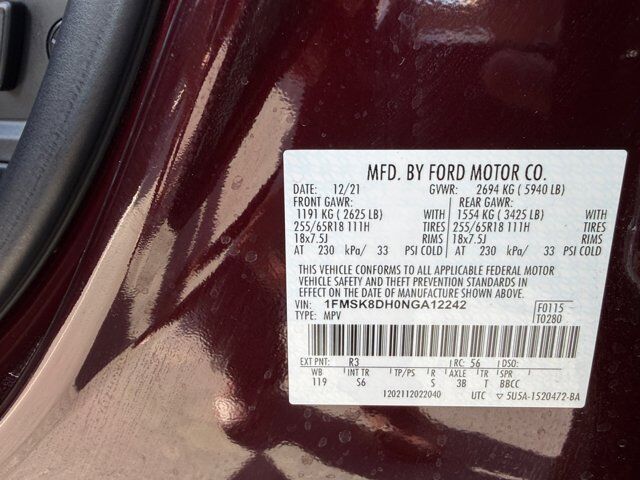 MFD. BY FORD MOTOR CO.
DATE: 12/21 GVWR: 2694 KG ( 5940 LB)
FRONT GAWR: REAR GAWR:
1191 KG ( 2625 LB) WITH 1554 KG ( 3425 LB) WITH
255/65R18 111H TIRES 255/65R18 111H TIRES
18x7.5J RIMS 18x7.5J RIMS
AT 230 kPa/ 33 PSI COLD AT 230 kPa/ 33 PSI COLD
THIS VEHICLE CONFORMS TO ALL APPLICABLE FEDERAL MOTOR
VEHICLE SAFETY AND THEFT PREVENTION STANDARDS IN
EFFECT ON THE DATE OF MANUFACTURE SHOWN ABOVE.
VIN: 1FMSK8DH0NGA12242 F0115
TYPE: MPV T0280
EXT PNT: R3 RC: 56 DSO:
WB INT TR TP/PS R AXLE TR SPR
119 S6 S 3B T BBCC
1202112022040 UTC ▽ 5U5A-1520472-BA